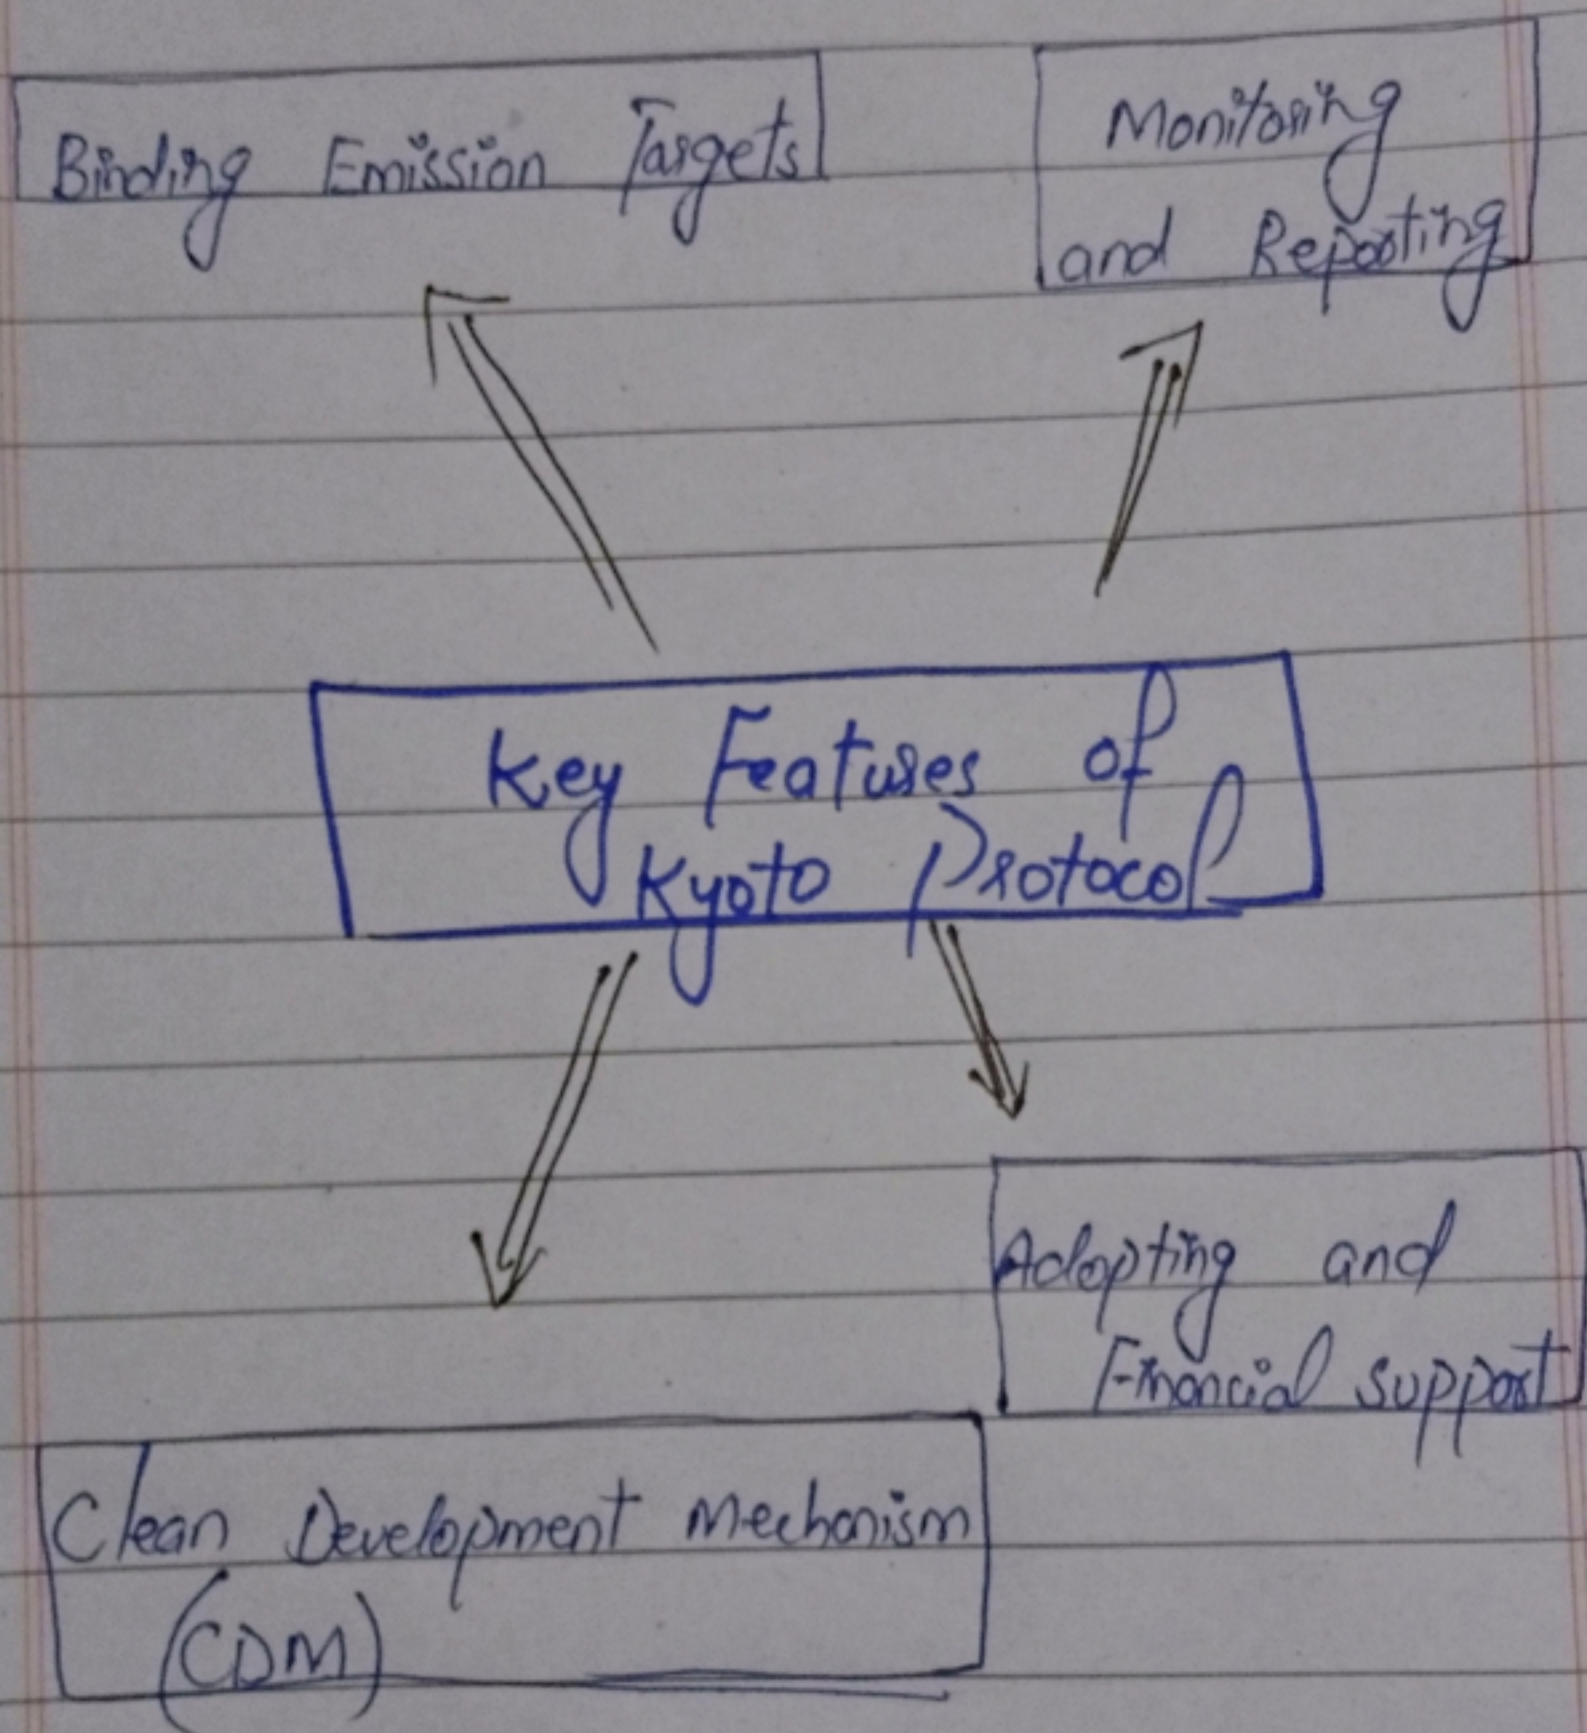 Binding Emission Targets
Monitoring
and Reporting
Key Features of
Kyoto Protocol
Adopting and
Financial support
Clean Development Mechanism
(CDM)